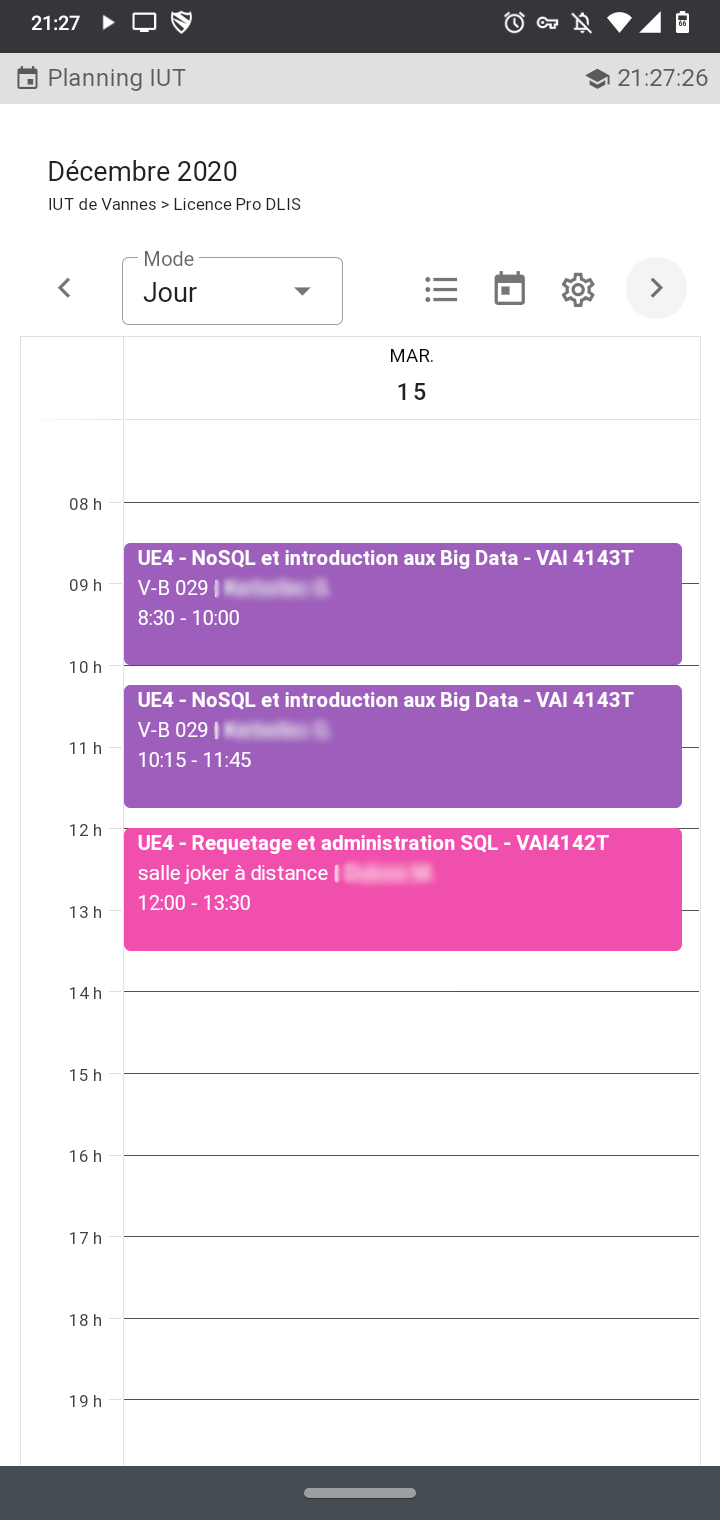 21:27
66
Planning IUT 21:27:26
Décembre 2020
IUT de Vannes > Licence Pro DLIS
Mode
Jour
MAR.
15
08 h
UE4 - NoSQL et introduction aux Big Data - VAI 4143T
09 h
V-B 029 |
8:30 - 10:00
10 h
UE4 - NoSQL et introduction aux Big Data - VAI 4143T
V-B 029 |
11 h
10:15 - 11:45
12 h
UE4 - Requetage et administration SQL - VAI4142T
salle joker à distance |
12:00 - 13:30
13 h
14 h
15 h
16 h
17 h
18 h
19 h